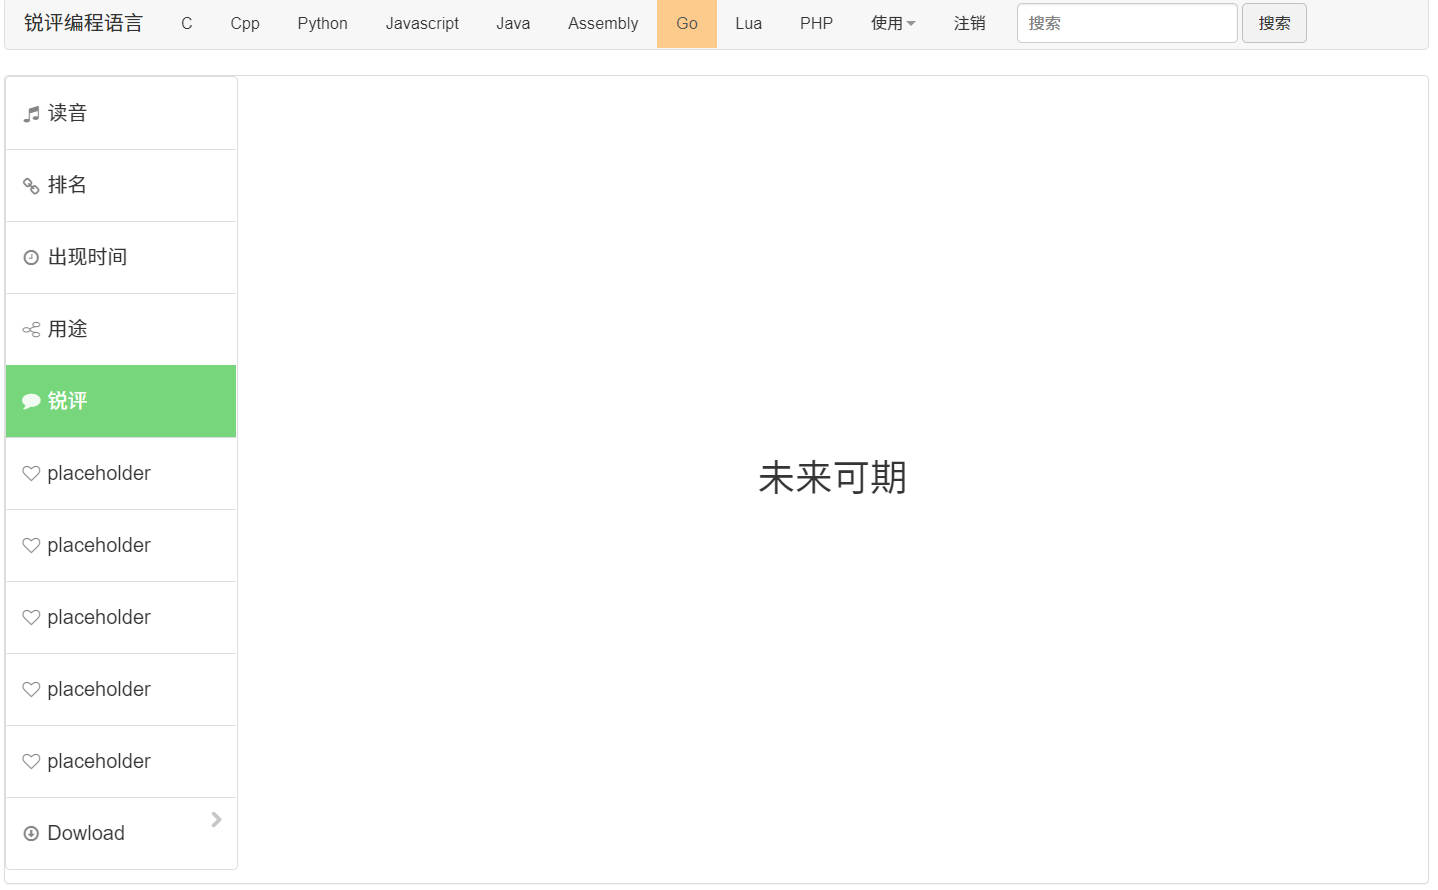 锐评编程语言 C Cpp Python Javascript Java Assembly Go Lua PHP 使用 注销 搜索 搜索
读音
排名
出现时间
用途
锐评
未来可期
placeholder
placeholder
placeholder
placeholder
placeholder
Dowload